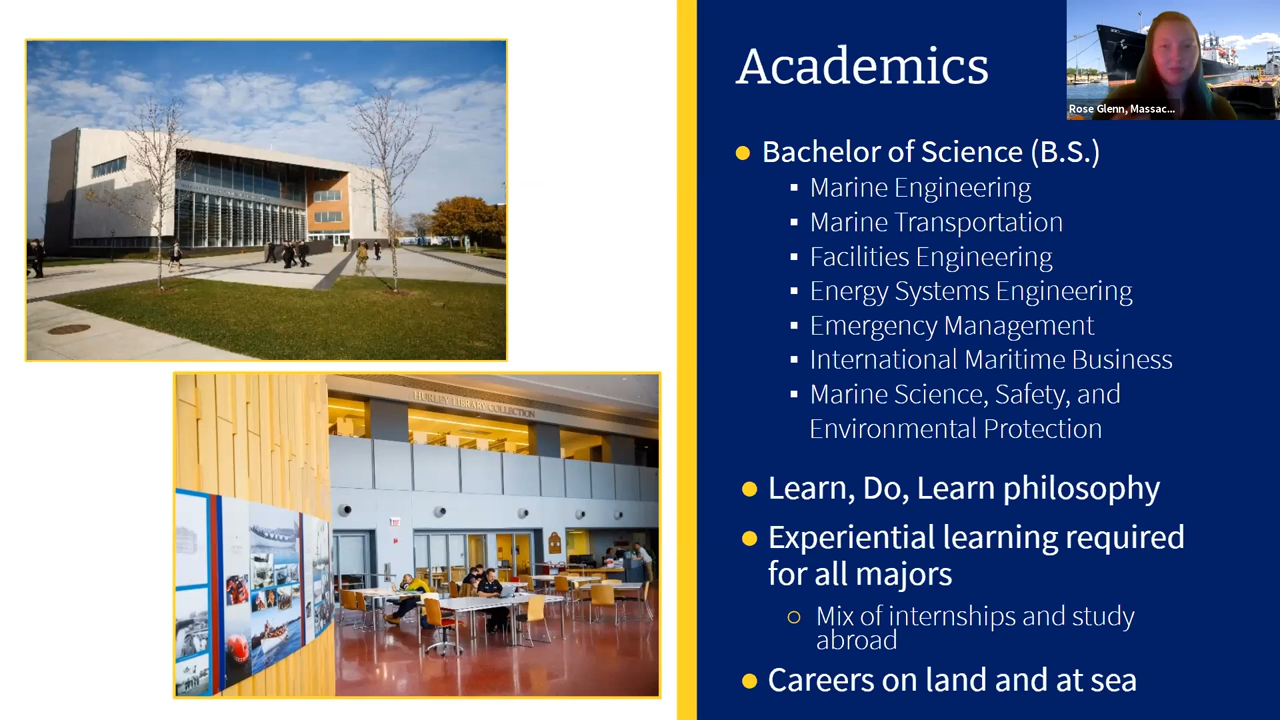 Academics
Rose Glenn, Massac...
● Bachelor of Science (B.S.)
▪ Marine Engineering
▪ Marine Transportation
▪ Facilities Engineering
▪ Energy Systems Engineering
▪ Emergency Management
▪ International Maritime Business
▪ Marine Science, Safety, and
Environmental Protection
● Learn, Do, Learn philosophy
● Experiential learning required
for all majors
○ Mix of internships and study
abroad
● Careers on land and at sea
HURLEY LIBRARY COLLECTION